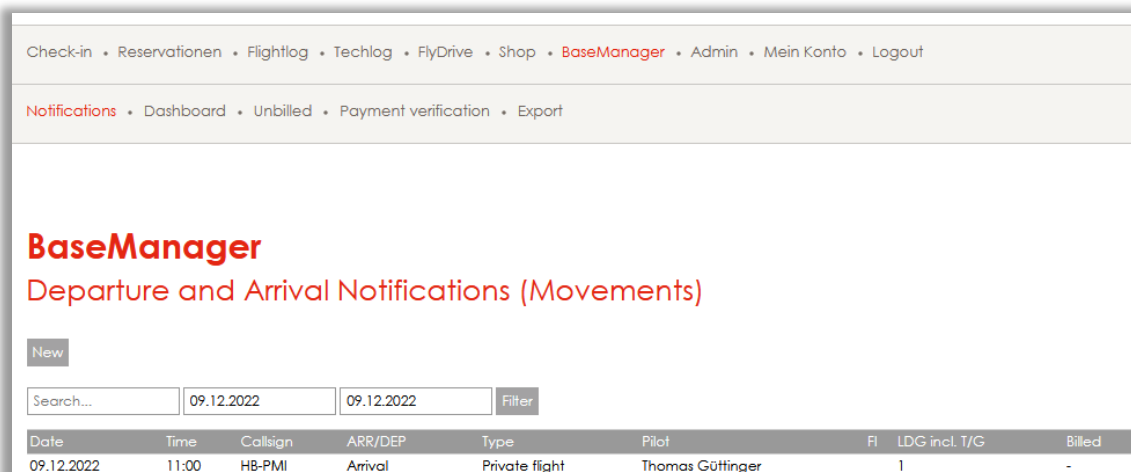 Check-in • Reservationen • Flightlog • Techlog • FlyDrive • Shop • BaseManager • Admin • Mein Konto • Logout
Notifications • Dashboard • Unbilled • Payment verification • Export
BaseManager
Departure and Arrival Notifications (Movements)
New
Search... 09.12.2022 09.12.2022 Filter
Date Time Callsign ARR/DEP Type Pilot FI LDG incl. T/G Billed
09.12.2022 11:00 HB-PMI Arrival Private flight Thomas Güttinger 1 -